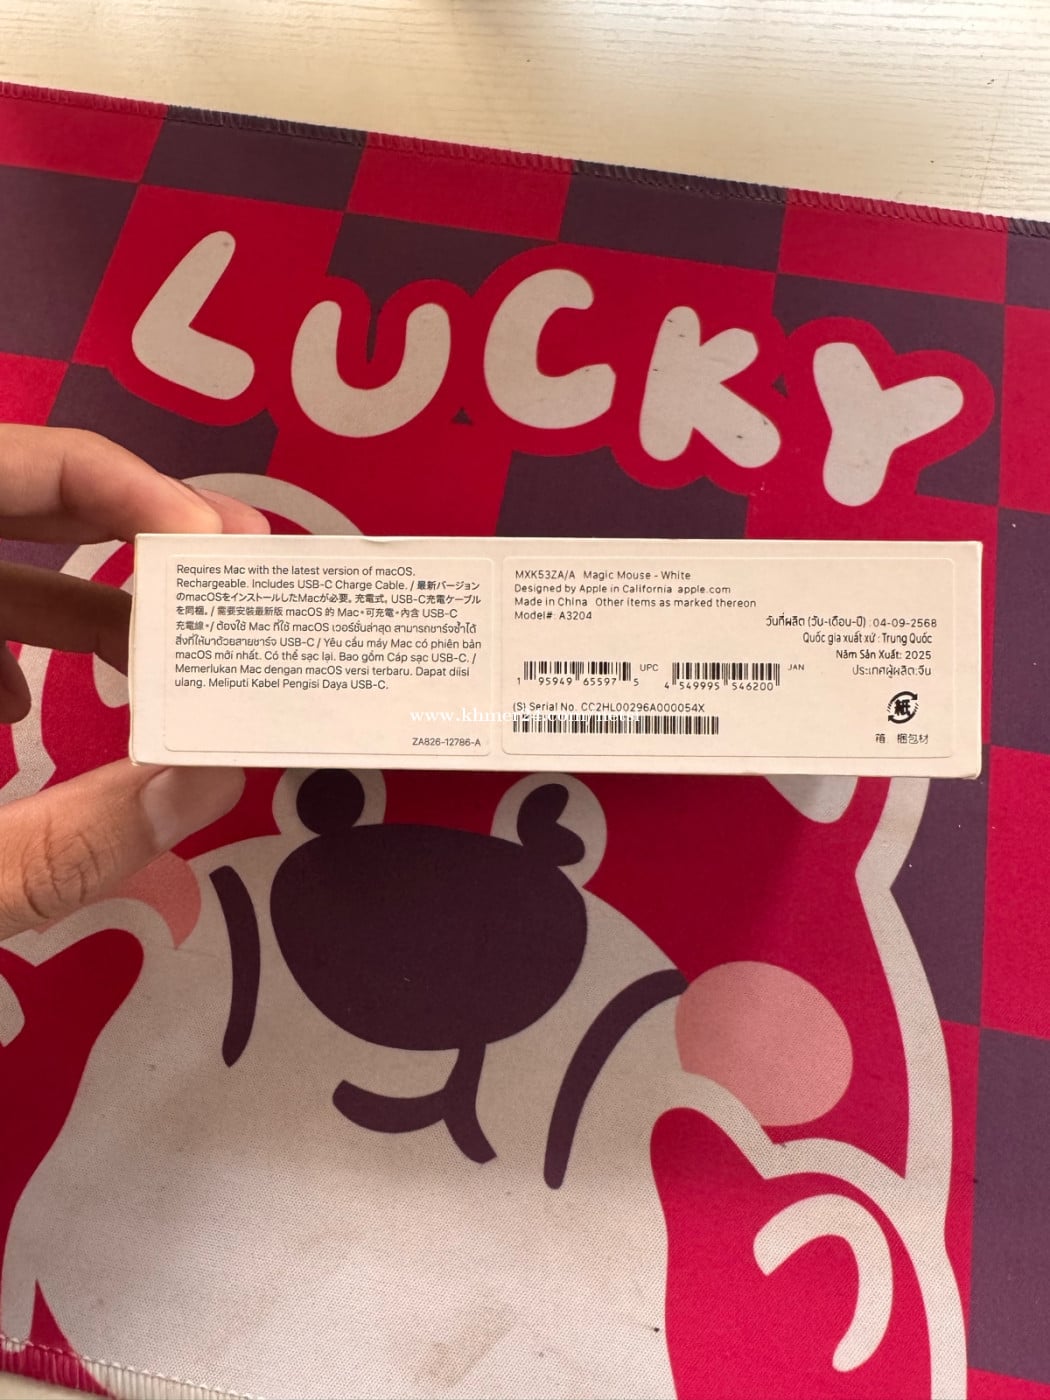 LUCKY
Requires Mac with the latest version of macOS.
Rechargeable. Includes USB-C Charge Cable. / 最新バージョン
のmacOSをインストールしたMacが必要。充電式。USB-C充電ケーブル
を同梱。/ 需要安裝最新版 macOS 的 Mac•可充電•內含 USB-C
充電線•/ ต้องใช้ Mac ที่ใช้ macOS เวอร์ชั่นล่าสุด สามารถชาร์จซ้ำได้
สิ่งที่ให้มาด้วยสายชาร์จ USB-C / Yêu cầu máy Mac có phiên bản
macOS mới nhất. Có thể sạc lại. Bao gồm Cáp sạc USB-C. /
Memerlukan Mac dengan macOS versi terbaru. Dapat diisi
ulang. Meliputi Kabel Pengisi Daya USB-C.
ZA826-12786-A
MXK53ZA/A Magic Mouse - White
Designed by Apple in California apple.com
Made in China Other items as marked thereon
Model#: A3204
วันที่ผลิต (วัน-เดือน-ปี) : 04-09-2568
Quốc gia xuất xứ : Trung Quốc
Năm Sản Xuất: 2025
ประเทศผู้ผลิต:จีน
UPC
1 95949 65597 5
JAN
4 549995 546200
(S) Serial No. CC2HL00296A000054X
紙
箱 梱包材
www.khmer24.com/netsr